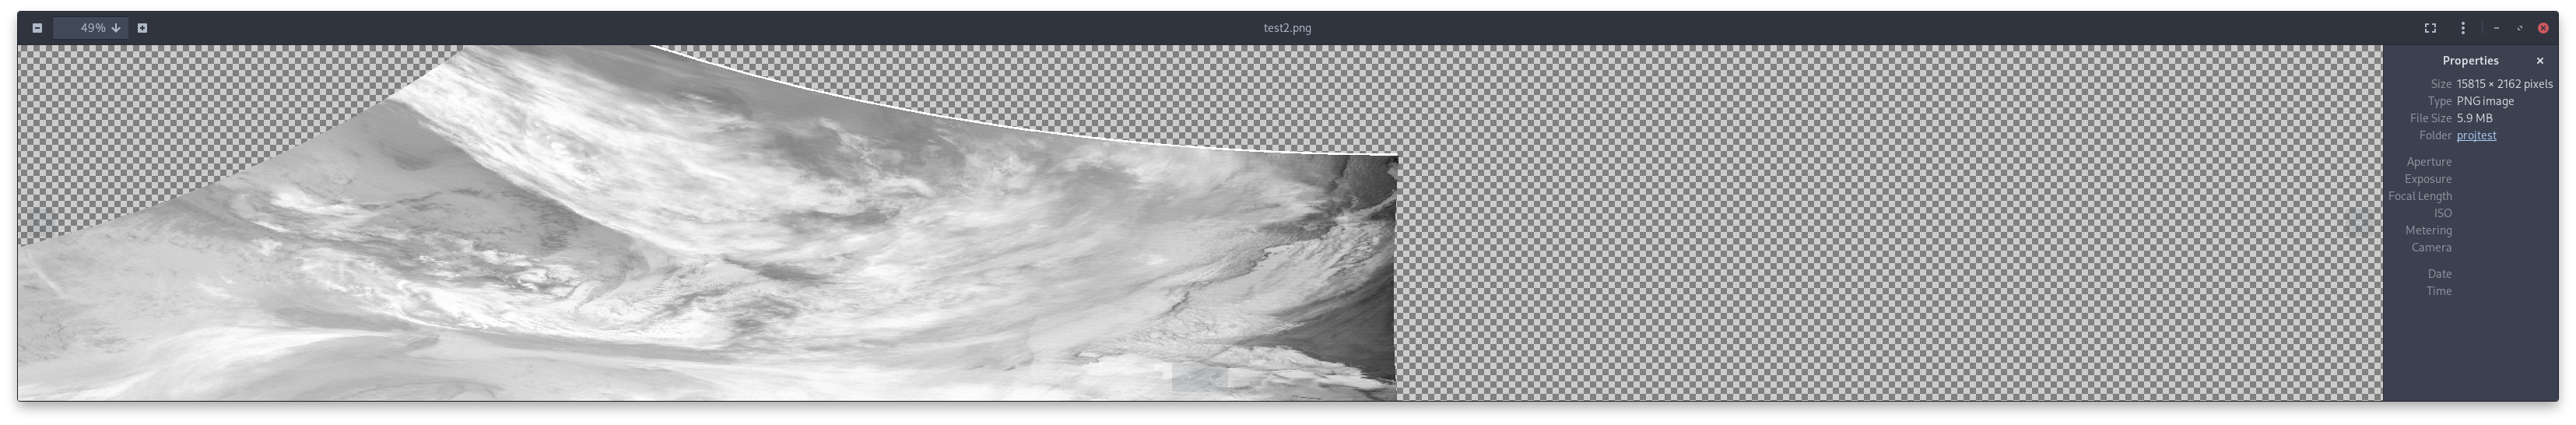 49%
test2.png
Properties
Size 15815 × 2162 pixels
Type PNG image
File Size 5.9 MB
Folder projtest
Aperture
Exposure
Focal Length
ISO
Metering
Camera
Date
Time